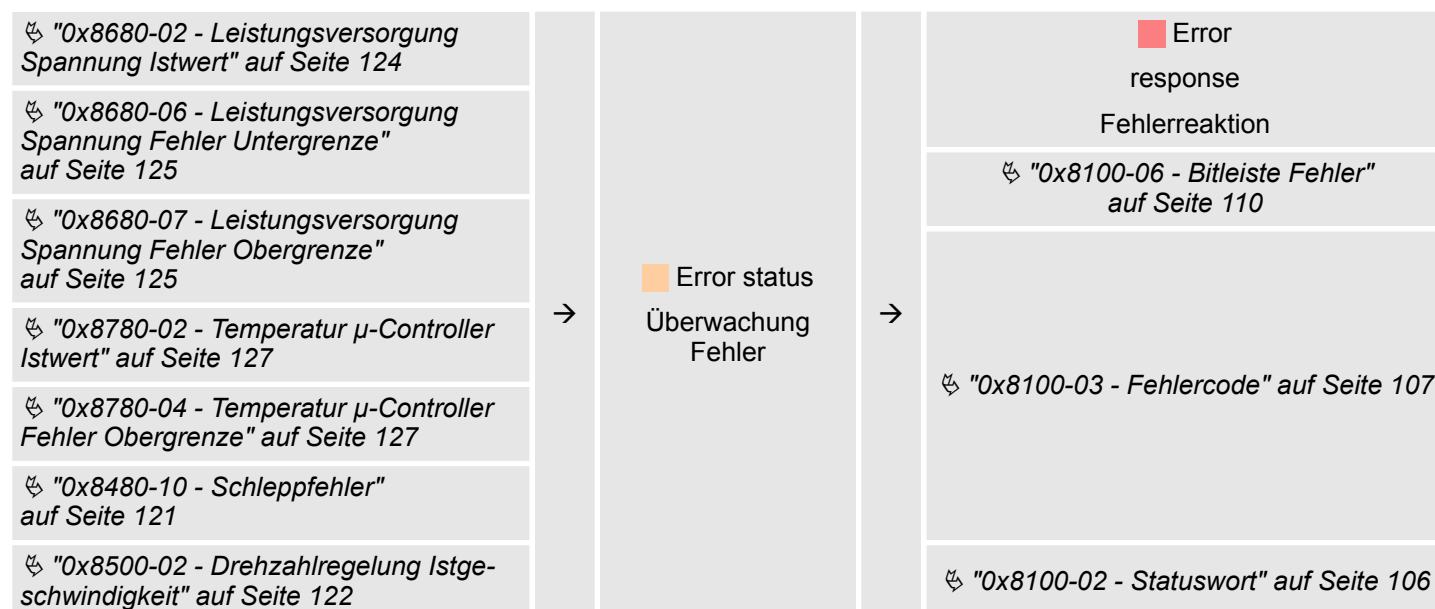 "0x8680-02 - Leistungsversorgung
Spannung Istwert" auf Seite 124
"0x8680-06 - Leistungsversorgung
Spannung Fehler Untergrenze"
auf Seite 125
"0x8680-07 - Leistungsversorgung
Spannung Fehler Obergrenze"
auf Seite 125
"0x8780-02 - Temperatur µ-Controller
Istwert" auf Seite 127
"0x8780-04 - Temperatur µ-Controller
Fehler Obergrenze" auf Seite 127
"0x8480-10 - Schleppfehler"
auf Seite 121
"0x8500-02 - Drehzahlregelung Istge-
schwindigkeit" auf Seite 122
→
Error status
Überwachung
Fehler
→
Error
response
Fehlerreaktion
"0x8100-06 - Bitleiste Fehler"
auf Seite 110
"0x8100-03 - Fehlercode" auf Seite 107
"0x8100-02 - Statuswort" auf Seite 106